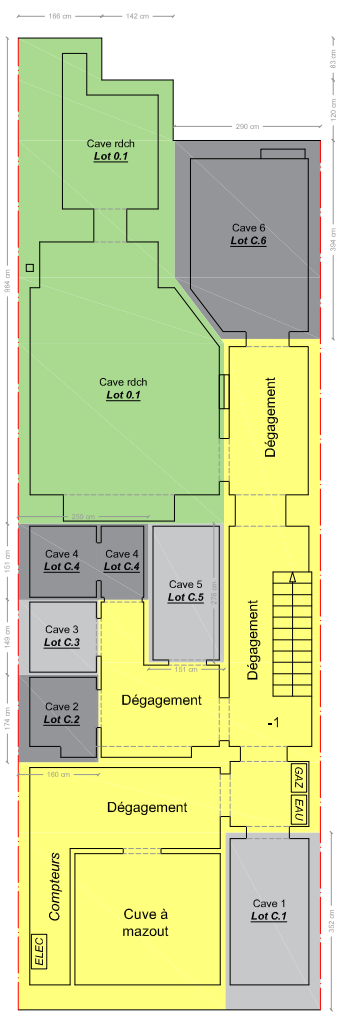 166 cm
142 cm
63 cm
120 cm
290 cm
Cave rdch
Lot 0.1
Cave 6
Lot C.6
394 cm
964 cm
Cave rdch
Lot 0.1
Dégagement
258 cm
151 cm
Cave 4
Lot C.4
Cave 4
Lot C.4
Cave 5
Lot C.5
275 cm
Cave 3
Lot C.3
149 cm
Dégagement
151 cm
Cave 2
Lot C.2
174 cm
Dégagement
-1
160 cm
GAZ
EAU
Dégagement
Compteurs
ELEC
Cuve à
mazout
Cave 1
Lot C.1
352 cm